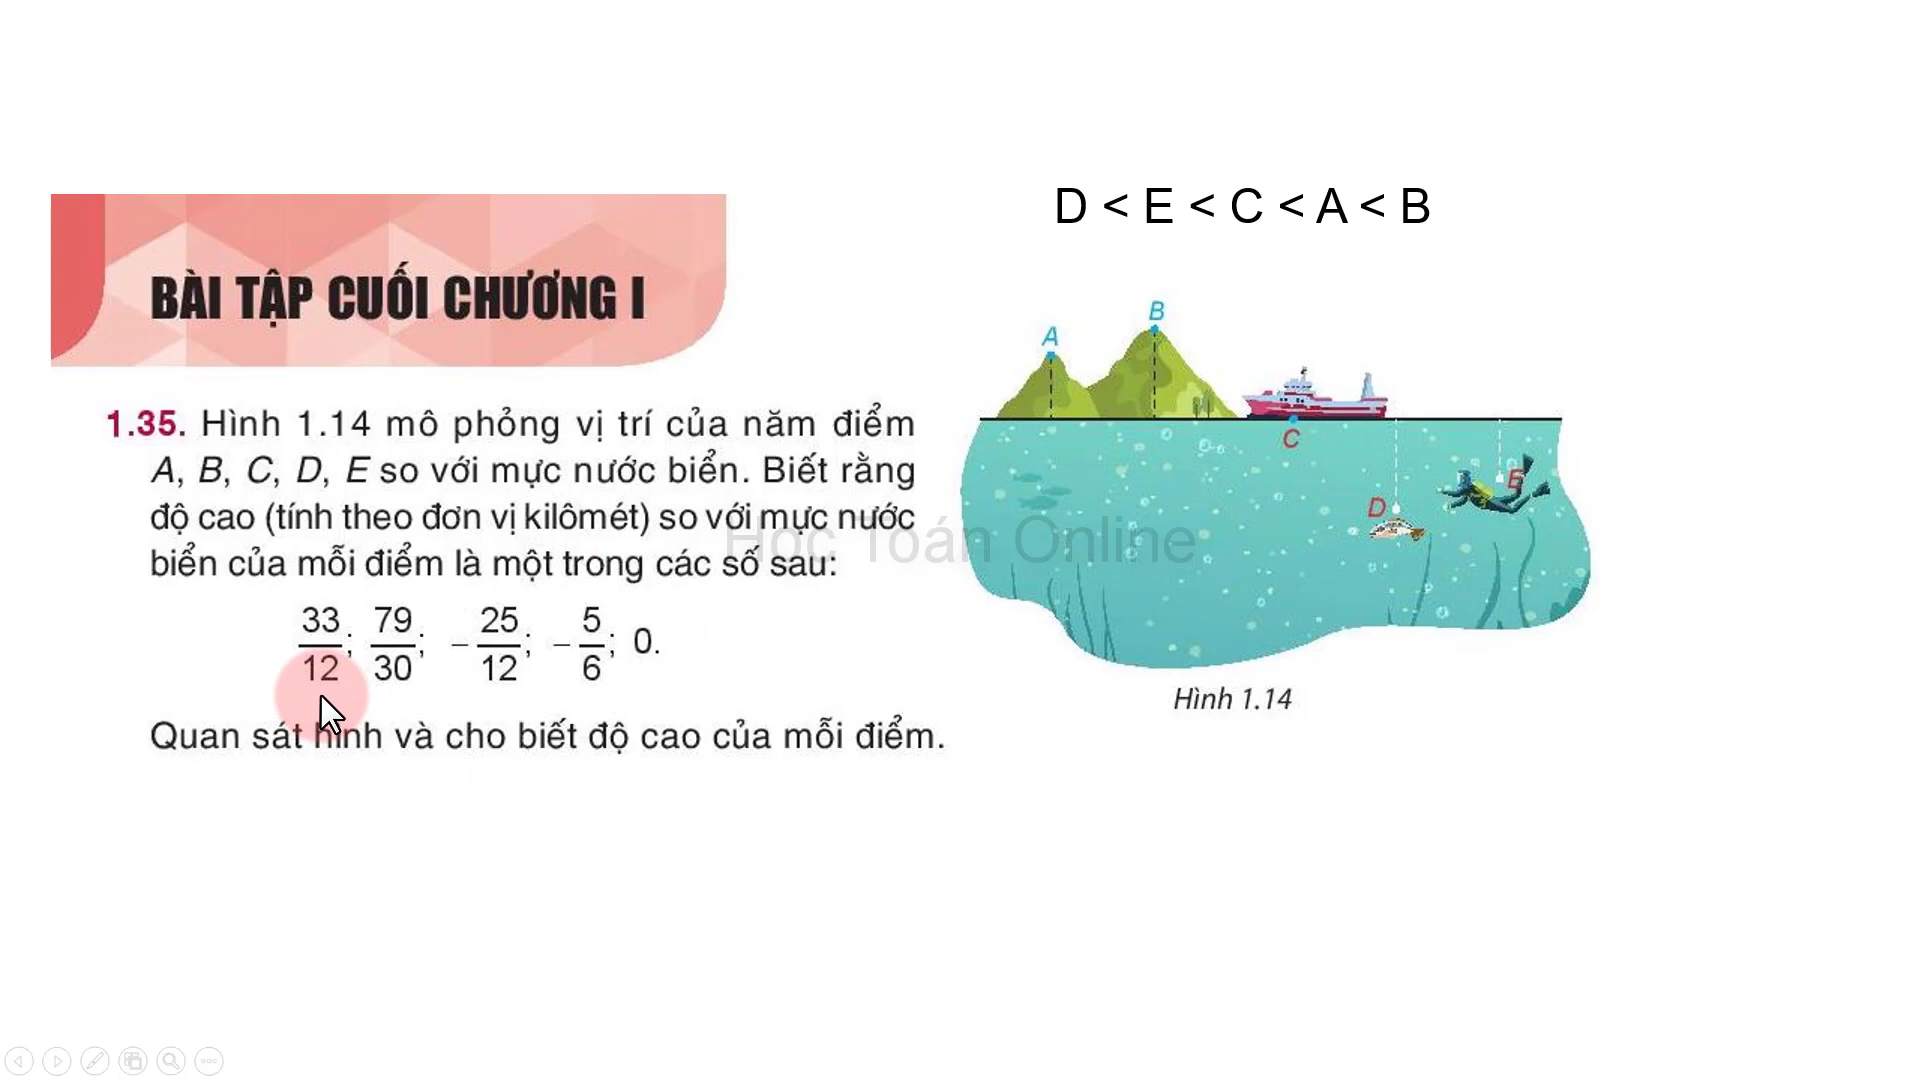 D < E < C < A < B
BÀI TẬP CUỐI CHƯƠNG I
1.35. Hình 1.14 mô phỏng vị trí của năm điểm
A, B, C, D, E so với mực nước biển. Biết rằng
độ cao (tính theo đơn vị kilômét) so với mực nước
biển của mỗi điểm là một trong các số sau:
33/12; 79/30; -25/12; -5/6; 0.
Quan sát hình và cho biết độ cao của mỗi điểm.
B
A
C
E
D
Hình 1.14
Học Toán Online